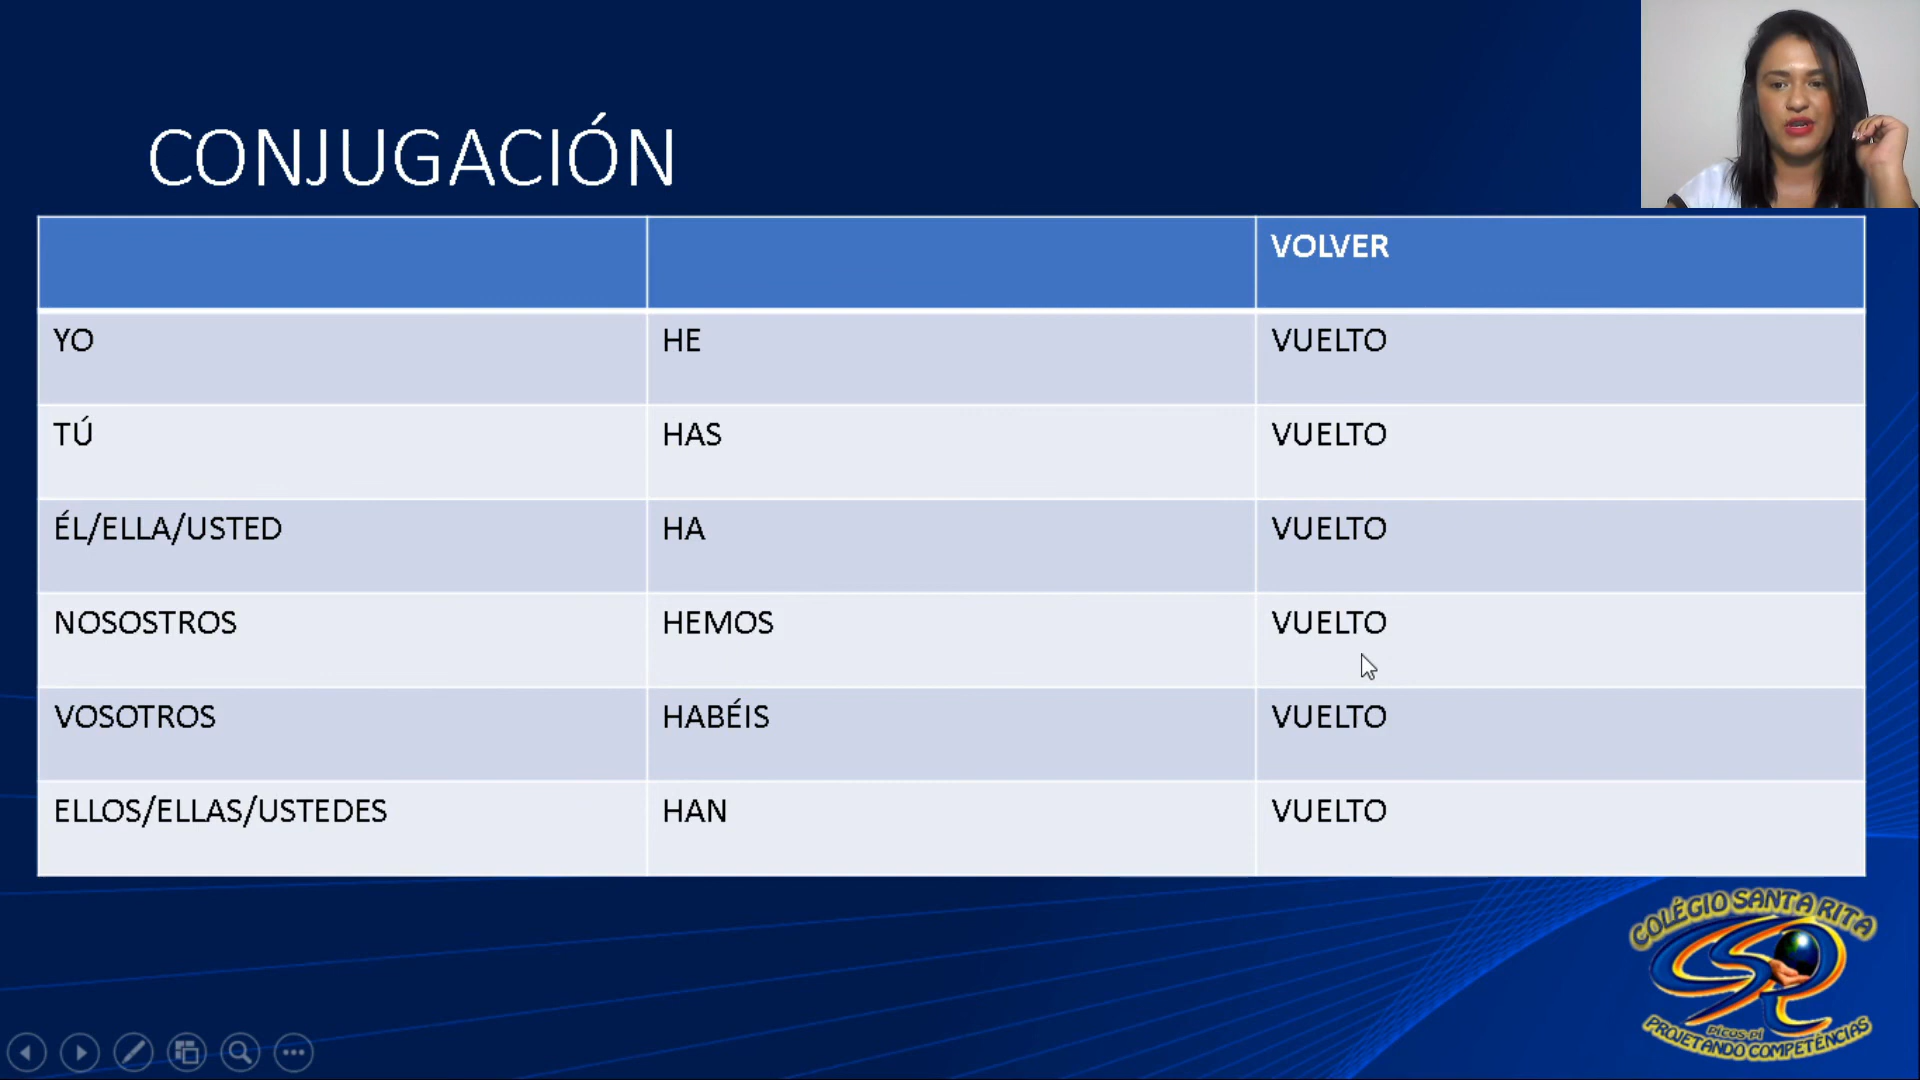 CONJUGACIÓN
VOLVER
YO HE VUELTO
TÚ HAS VUELTO
ÉL/ELLA/USTED HA VUELTO
NOSOSTROS HEMOS VUELTO
VOSOTROS HABÉIS VUELTO
ELLOS/ELLAS/USTEDES HAN VUELTO
COLÉGIO SANTA RITA
PICOS-PI
PROJETANDO COMPETÊNCIAS